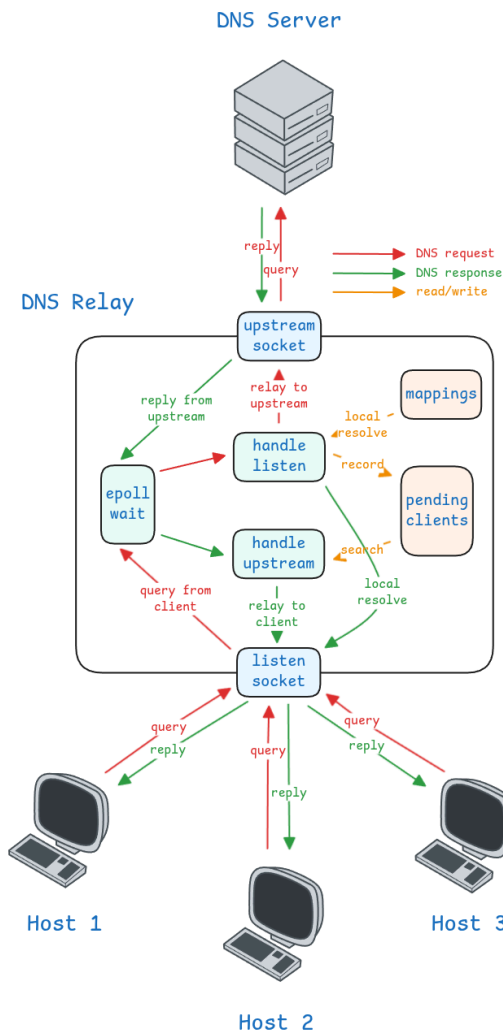 DNS Server
reply
query
DNS request
DNS response
read/write
DNS Relay
upstream
socket
reply from
upstream
relay to
upstream
mappings
local
resolve
handle
listen
record
epoll
wait
pending
clients
handle
upstream
search
query from
client
relay to
client
local
resolve
listen
socket
query
reply
query
reply
query
reply
Host 1
Host 2
Host 3